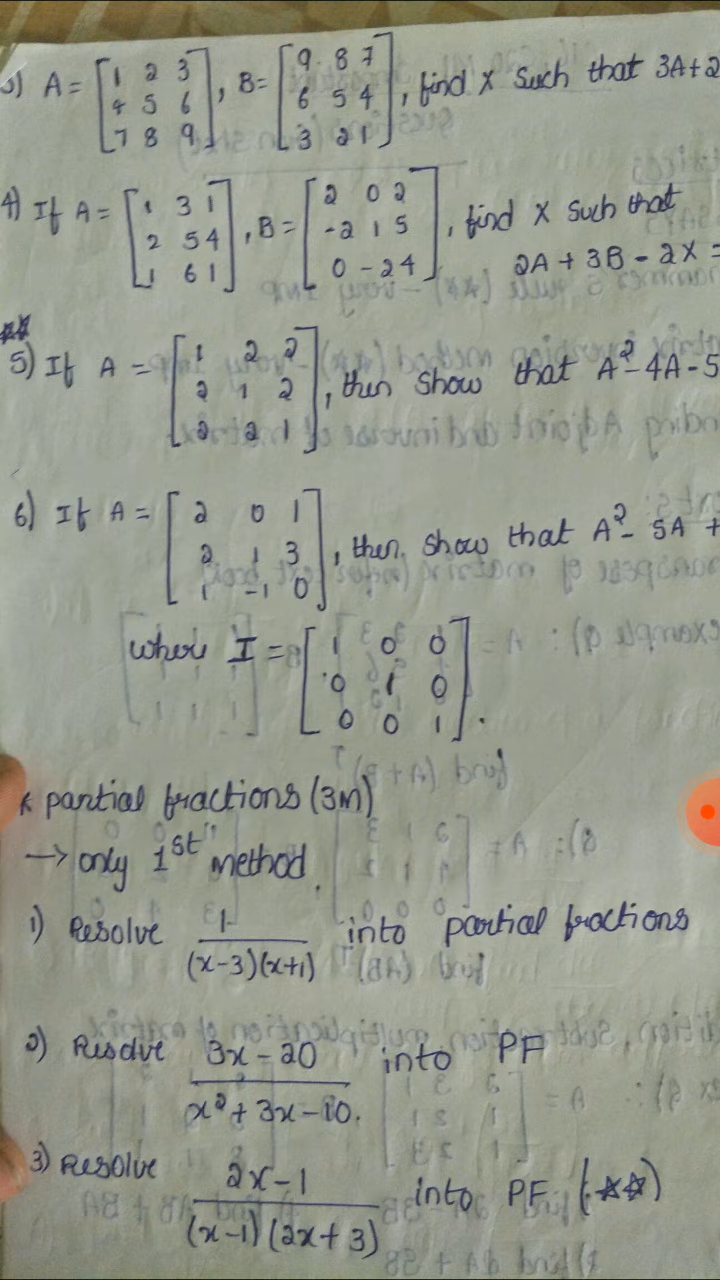 3) A = [1 2 3 4 5 6 7 8 9], B = [9 8 7 6 5 4 3 2 1], find x such that 3A+2
4) If A = [1 3 1 2 5 4 1 6 1], B = [2 0 2 -2 1 5 0 -2 4], find x such that
2A + 3B - 2X =
5) If A = [1 2 2 2 1 2 2 2 1], then show that A² - 4A - 5
6) If A = [2 0 1 2 1 3 1 -1 0], then show that A² - 5A +
where I = [1 0 0 0 1 0 0 0 1].
* partial fractions (3M)
→ only 1st method.
1) Resolve 1/(x-3)(x+1) into partial fractions
2) Resolve 3x-20/x²+3x-10. into PF
3) Resolve 2x-1/(x-1)(2x+3) into PF (☆☆)